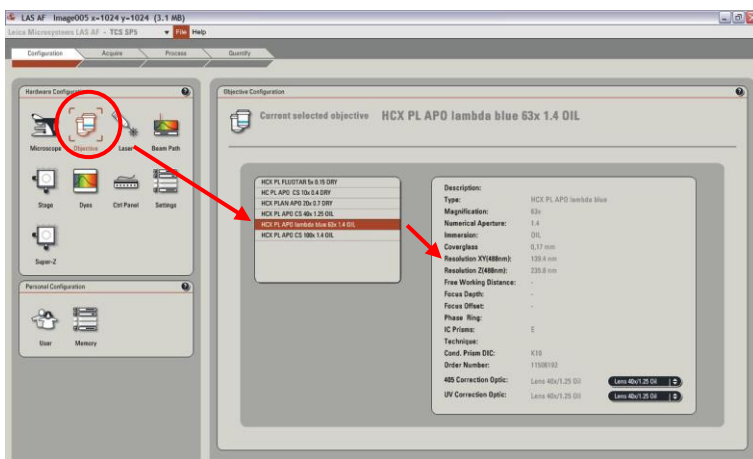 LAS AF Image005 x=1024 y=1024 (3.1 MB)
Leica Microsystems LAS AF - TCS SP5 File Help
Configuration Acquire Process Quantify
Hardware Configuration
Microscope Objective Laser Beam Path
Stage Dyes Ctrl Panel Settings
Super-Z
Personal Configuration
User Memory
Objective Configuration
Current selected objective HCX PL APO lambda blue 63x 1.4 OIL
HCX PL FLUOTAR 5x 0.15 DRY
HC PL APO CS 10x 0.4 DRY
HCX PLAN APO 20x 0.7 DRY
HCX PL APO CS 40x 1.25 OIL
HCX PL APO lambda blue 63x 1.4 OIL
HCX PL APO CS 100x 1.4 OIL
Description:
Type: HCX PL APO lambda blue
Magnification: 63x
Numerical Aperture: 1.4
Immersion: OIL
Coverglass 0,17 mm
Resolution XY(488nm): 139.4 nm
Resolution Z(488nm): 235.8 nm
Free Working Distance: -
Focus Depth: -
Focus Offset: -
Phase Ring:
IC Prisms: E
Technique:
Cond. Prism DIC: K10
Order Number: 11506192
405 Correction Optic: Lens 40x/1.25 Oil Lens 40x/1.25 Oil
UV Correction Optic: Lens 40x/1.25 Oil Lens 40x/1.25 Oil